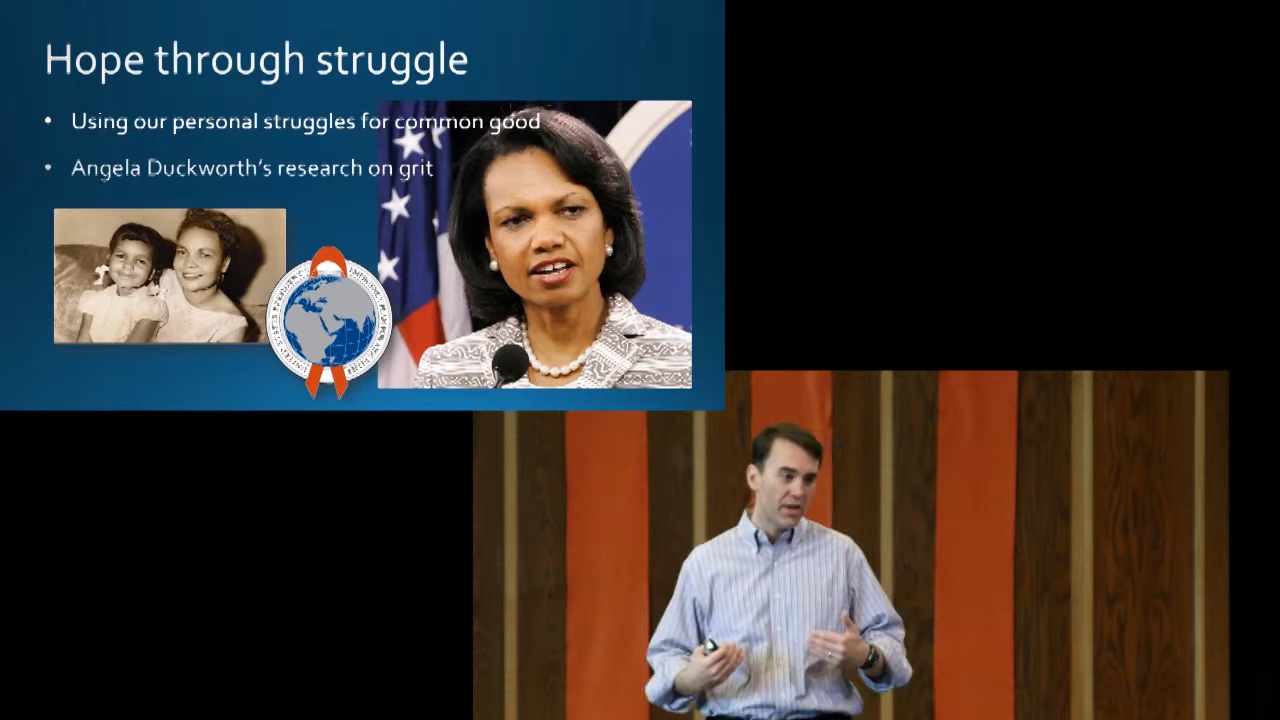 Hope through struggle
• Using our personal struggles for common good
• Angela Duckworth's research on grit